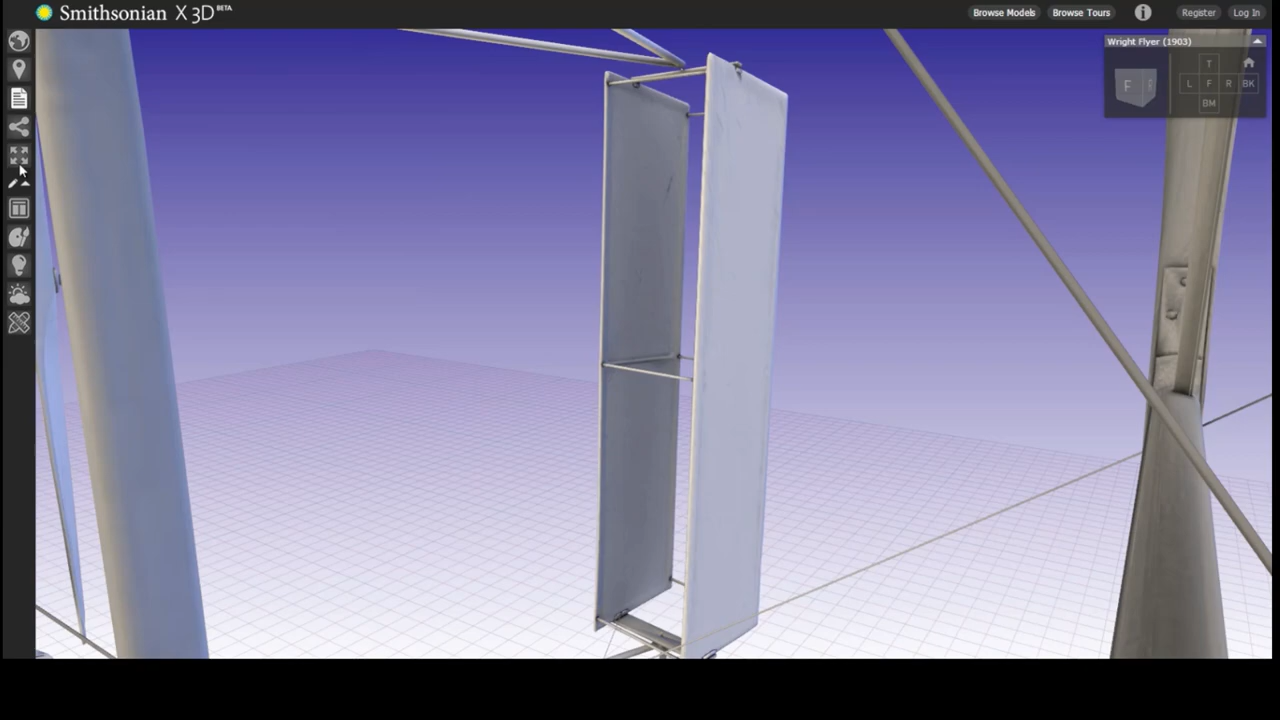 Smithsonian X 3D BETA
Browse Models Browse Tours Register Log In
Wright Flyer (1903)
T
L F R BK
BM
F